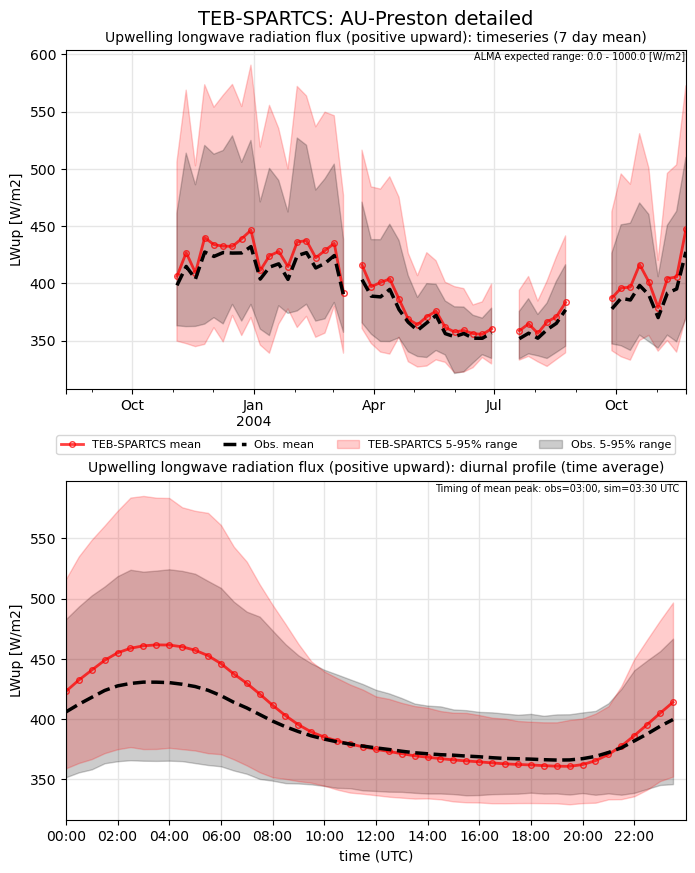 TEB-SPARTCS: AU-Preston detailed
Upwelling longwave radiation flux (positive upward): timeseries (7 day mean)
ALMA expected range: 0.0 - 1000.0 [W/m2]
600
550
500
450
400
350
LWup [W/m2]
Oct Jan Apr Jul Oct
2004
TEB-SPARTCS mean Obs. mean TEB-SPARTCS 5-95% range Obs. 5-95% range
Upwelling longwave radiation flux (positive upward): diurnal profile (time average)
Timing of mean peak: obs=03:00, sim=03:30 UTC
550
500
450
400
350
LWup [W/m2]
00:00 02:00 04:00 06:00 08:00 10:00 12:00 14:00 16:00 18:00 20:00 22:00
time (UTC)